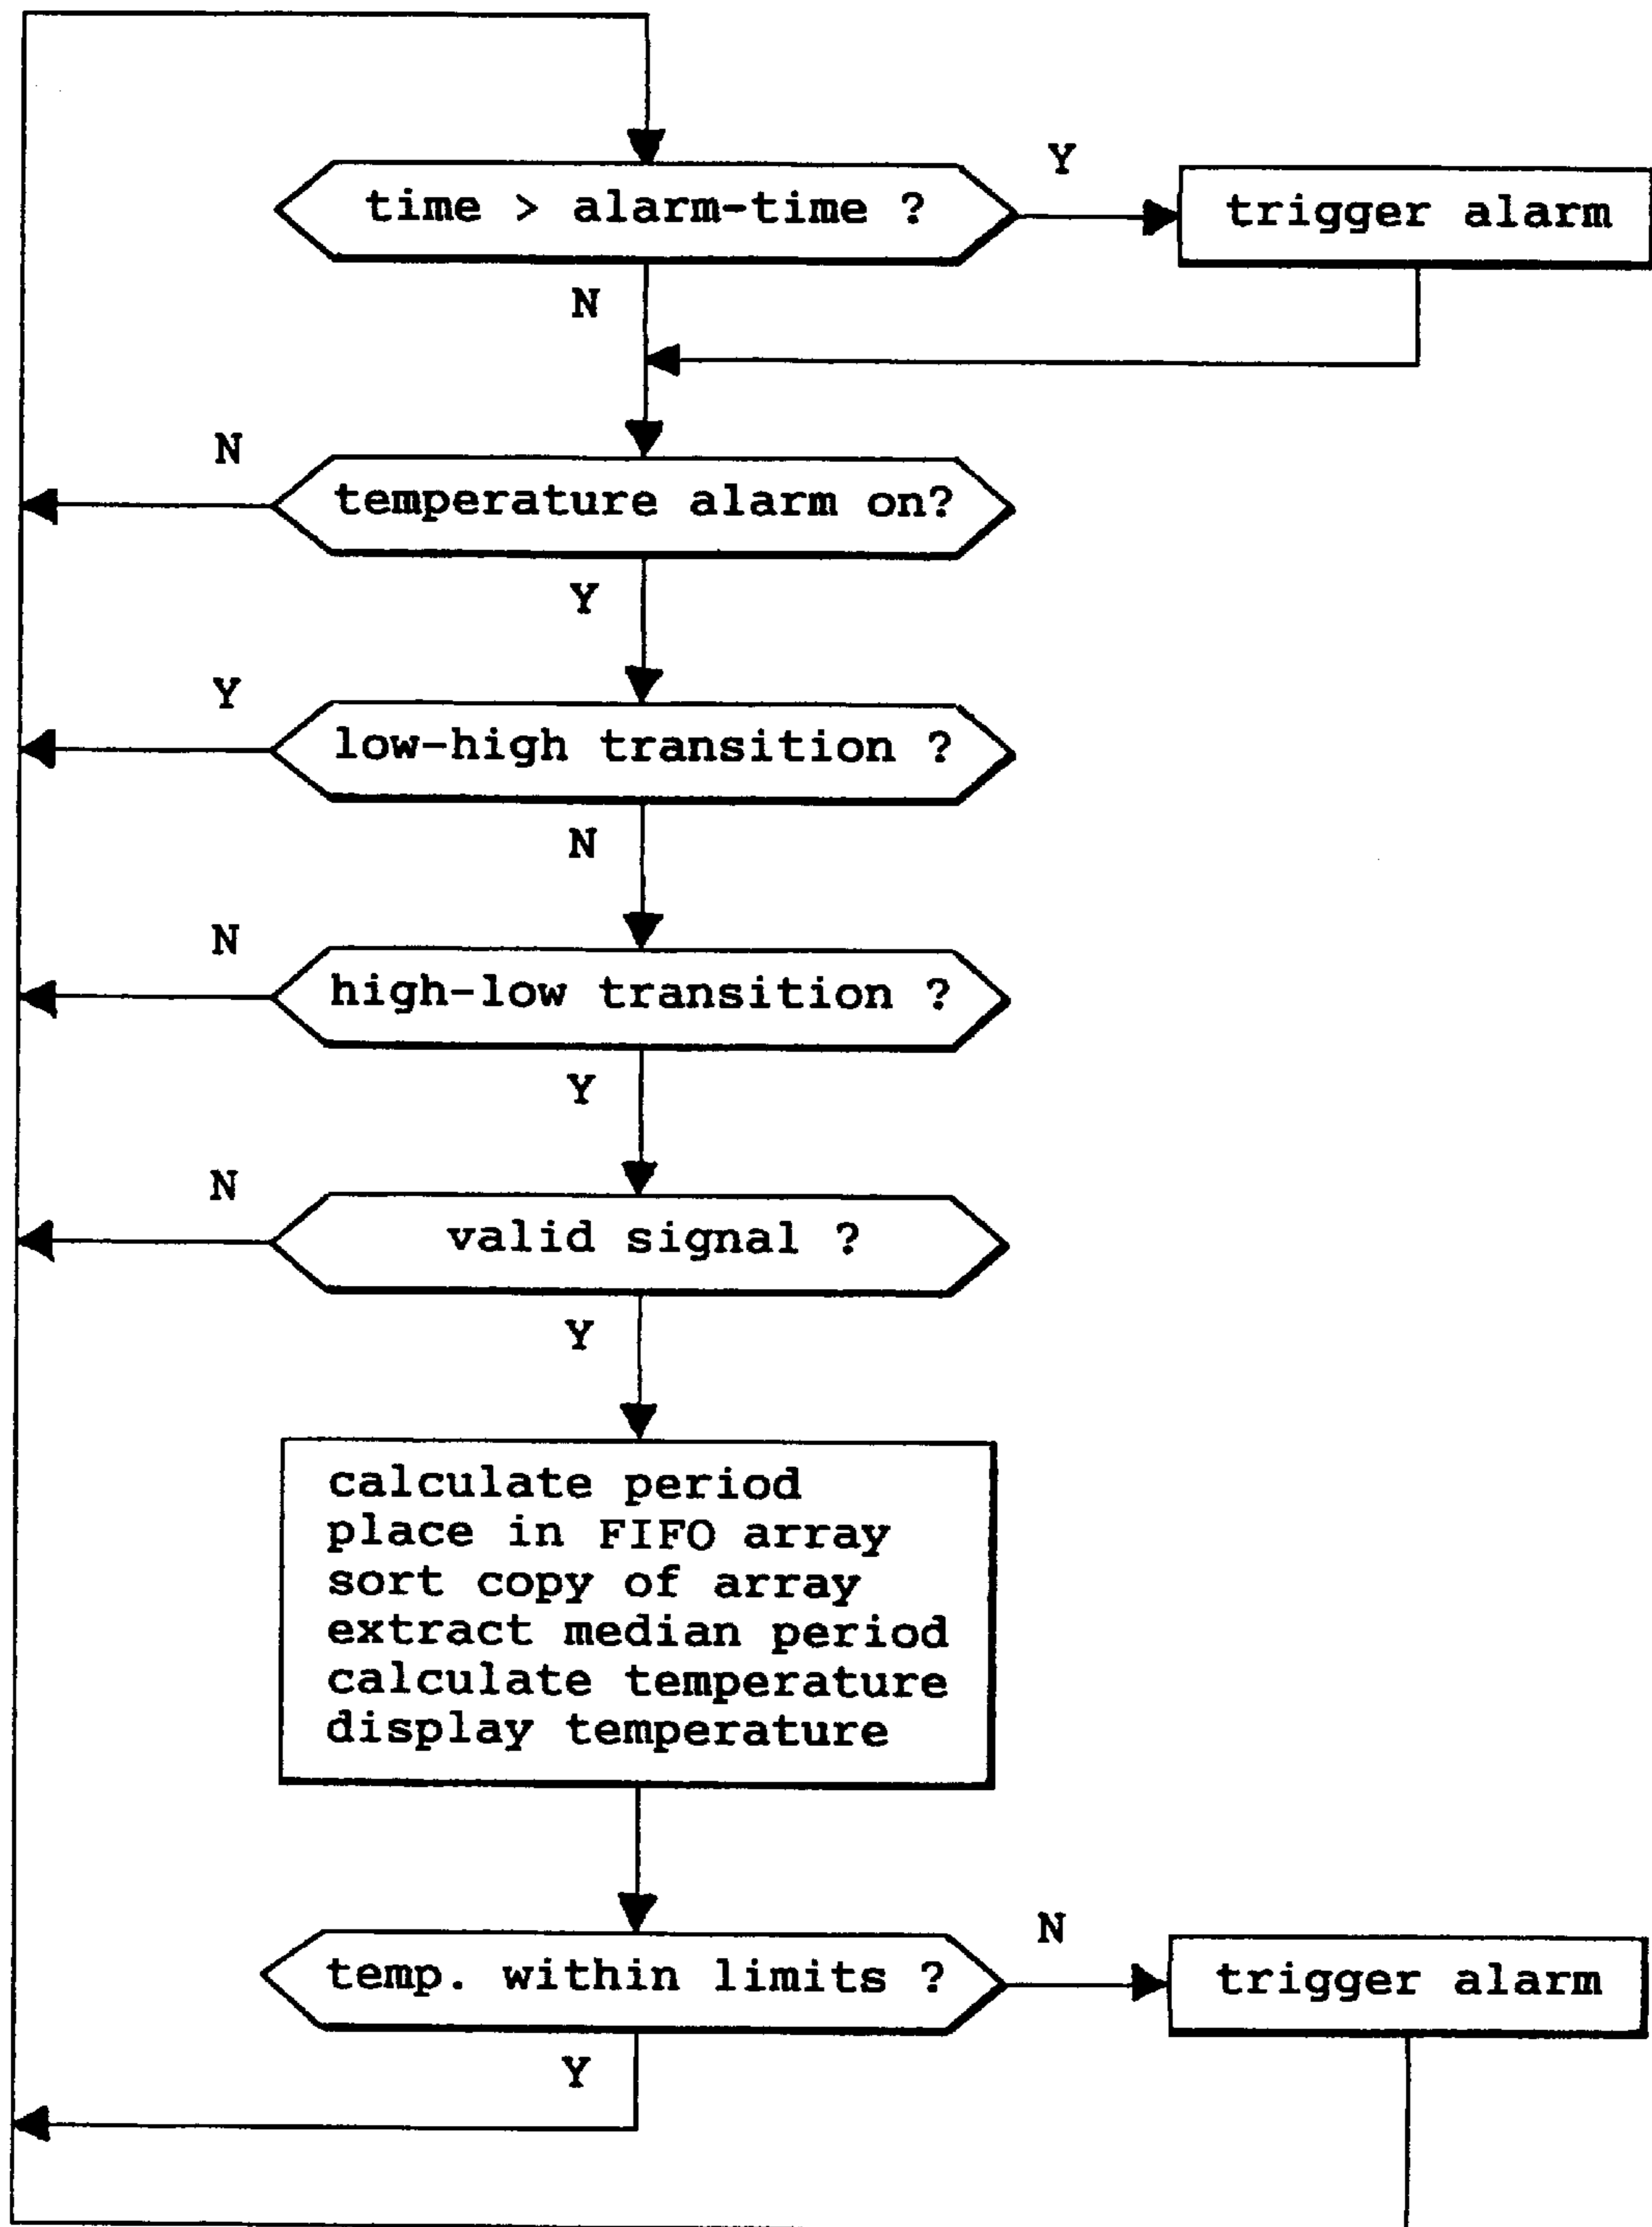 time > alarm-time ?
Y
trigger alarm
N
N
temperature alarm on?
Y
Y
low-high transition ?
N
N
high-low transition ?
Y
N
valid signal ?
Y
calculate period
place in FIFO array
sort copy of array
extract median period
calculate temperature
display temperature
temp. within limits ?
N
trigger alarm
Y